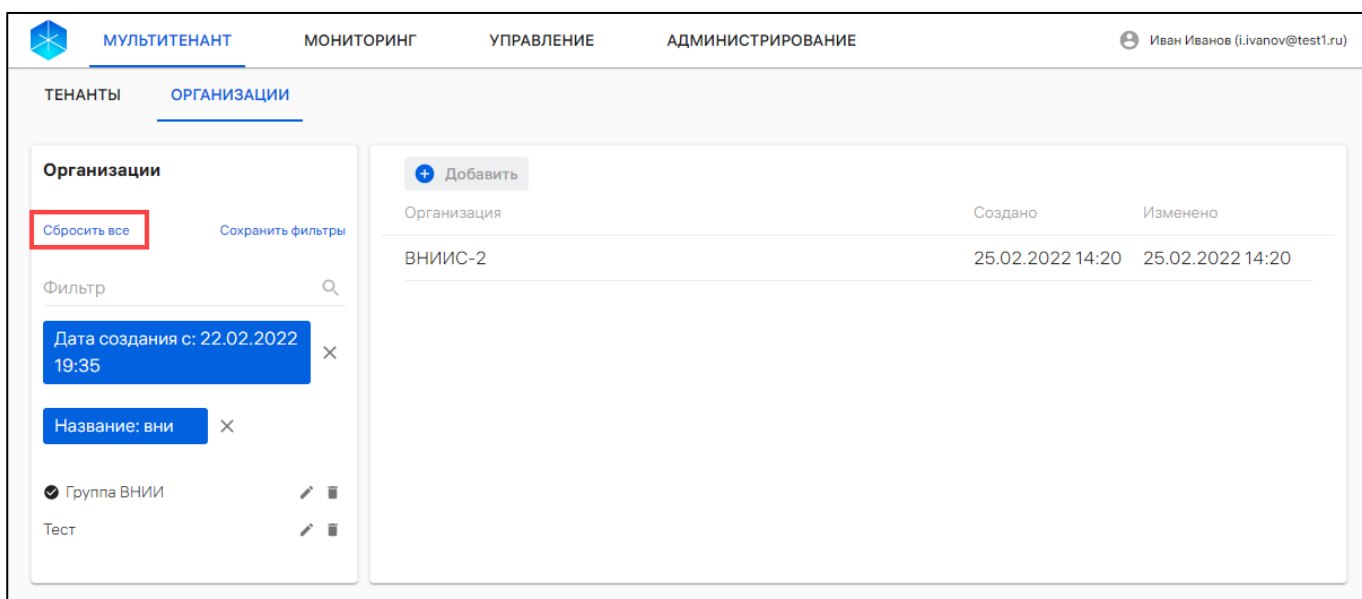 МУЛЬТИТЕНАНТ МОНИТОРИНГ УПРАВЛЕНИЕ АДМИНИСТРИРОВАНИЕ Иван Иванов (i.ivanov@test1.ru)
ТЕНАНТЫ ОРГАНИЗАЦИИ
Организации
Сбросить все Сохранить фильтры
Фильтр
Дата создания с: 22.02.2022
19:35
Название: вни
Группа ВНИИ
Тест
Добавить
Организация Создано Изменено
ВНИИС-2 25.02.2022 14:20 25.02.2022 14:20